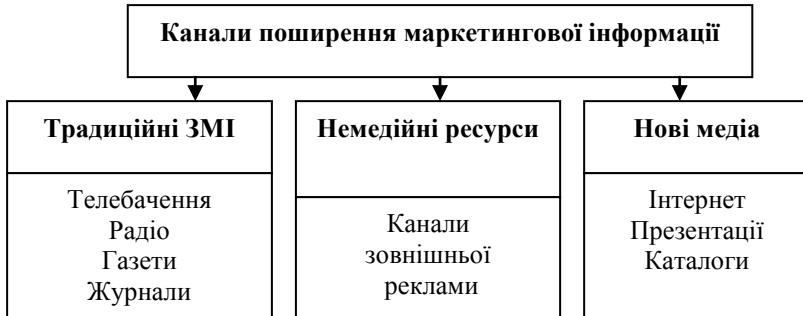 Канали поширення маркетингової інформації
Традиційні ЗМІ
Телебачення
Радіо
Газети
Журнали
Немедійні ресурси
Канали
зовнішньої
реклами
Нові медіа
Інтернет
Презентації
Каталоги